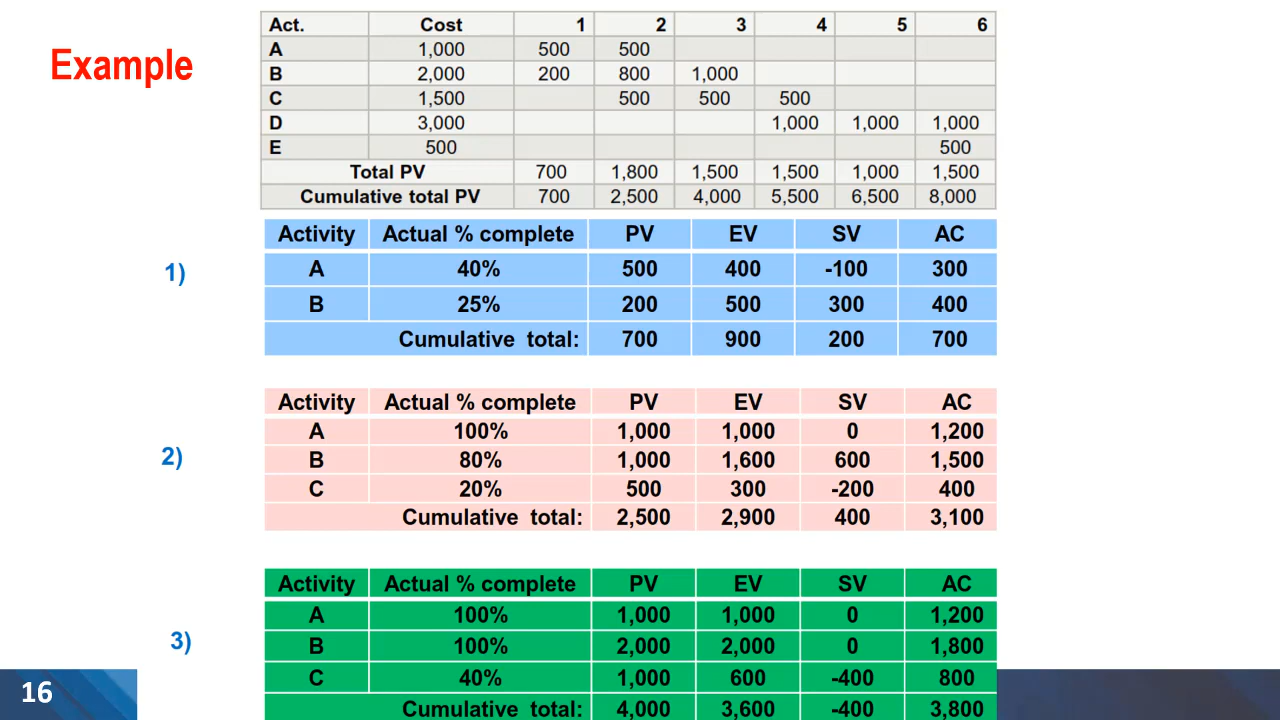 Example
Act. Cost 1 2 3 4 5 6
A 1,000 500 500
B 2,000 200 800 1,000
C 1,500 500 500 500
D 3,000 1,000 1,000 1,000
E 500 500
Total PV 700 1,800 1,500 1,500 1,000 1,500
Cumulative total PV 700 2,500 4,000 5,500 6,500 8,000
1)
Activity Actual % complete PV EV SV AC
A 40% 500 400 -100 300
B 25% 200 500 300 400
Cumulative total: 700 900 200 700
2)
Activity Actual % complete PV EV SV AC
A 100% 1,000 1,000 0 1,200
B 80% 1,000 1,600 600 1,500
C 20% 500 300 -200 400
Cumulative total: 2,500 2,900 400 3,100
3)
Activity Actual % complete PV EV SV AC
A 100% 1,000 1,000 0 1,200
B 100% 2,000 2,000 0 1,800
C 40% 1,000 600 -400 800
Cumulative total: 4,000 3,600 -400 3,800
16